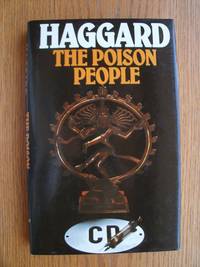 HAGGARD
THE POISON
PEOPLE
CD